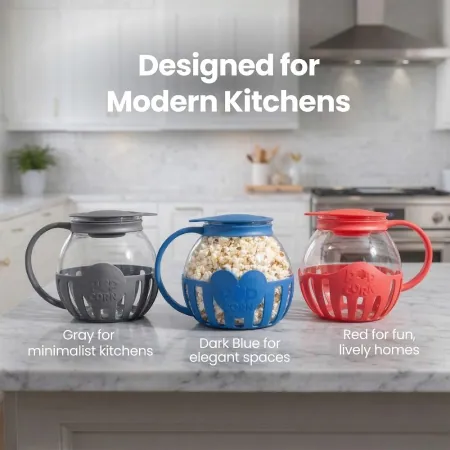 Designed for
Modern Kitchens
Gray for
minimalist kitchens
Dark Blue for
elegant spaces
Red for fun,
lively homes